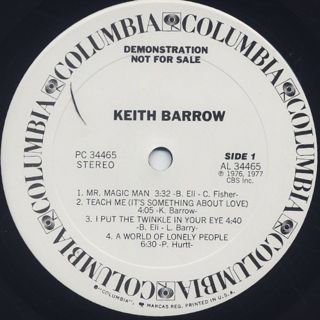 COLUMBIA COLUMBIA COLUMBIA COLUMBIA COLUMBIA COLUMBIA
DEMONSTRATION
NOT FOR SALE
KEITH BARROW
PC 34465
STEREO
SIDE 1
AL 34465
℗ 1976, 1977
CBS Inc.
1. MR. MAGIC MAN 3:32 -B. Eli - C. Fisher-
2. TEACH ME (IT'S SOMETHING ABOUT LOVE)
4:05 -K. Barrow-
3. I PUT THE TWINKLE IN YOUR EYE 4:40
-B. Eli - L. Barry-
4. A WORLD OF LONELY PEOPLE
6:30 -P. Hurtt-
"COLUMBIA", MARCAS REG. PRINTED IN U.S.A.